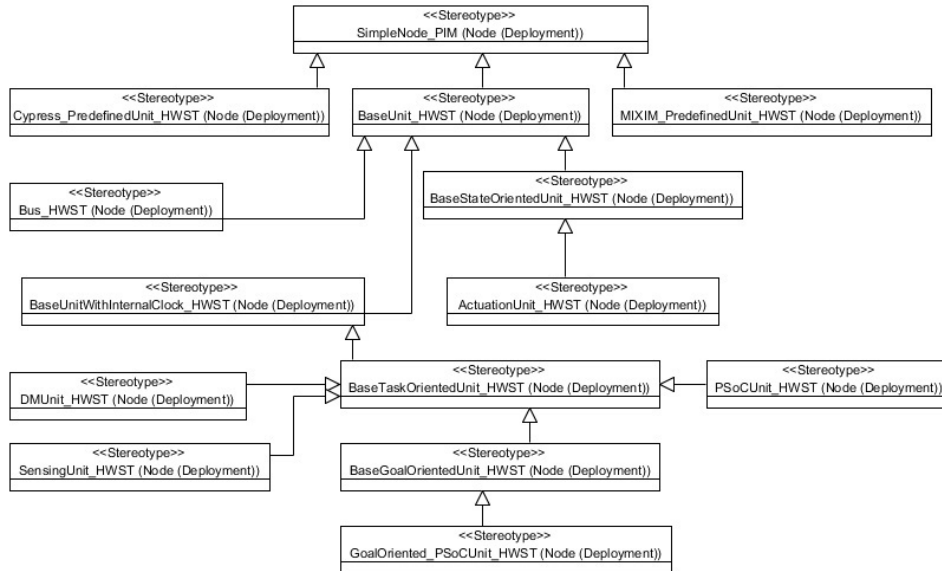 <<Stereotype>>
SimpleNode_PIM (Node (Deployment))
<<Stereotype>>
Cypress_PredefinedUnit_HWST (Node (Deployment))
<<Stereotype>>
BaseUnit_HWST (Node (Deployment))
<<Stereotype>>
MIXIM_PredefinedUnit_HWST (Node (Deployment))
<<Stereotype>>
Bus_HWST (Node (Deployment))
<<Stereotype>>
BaseStateOrientedUnit_HWST (Node (Deployment))
<<Stereotype>>
BaseUnitWithInternalClock_HWST (Node (Deployment))
<<Stereotype>>
ActuationUnit_HWST (Node (Deployment))
<<Stereotype>>
DMUnit_HWST (Node (Deployment))
<<Stereotype>>
BaseTaskOrientedUnit_HWST (Node (Deployment))
<<Stereotype>>
PSoCUnit_HWST (Node (Deployment))
<<Stereotype>>
SensingUnit_HWST (Node (Deployment))
<<Stereotype>>
BaseGoalOrientedUnit_HWST (Node (Deployment))
<<Stereotype>>
GoalOriented_PSoCUnit_HWST (Node (Deployment))